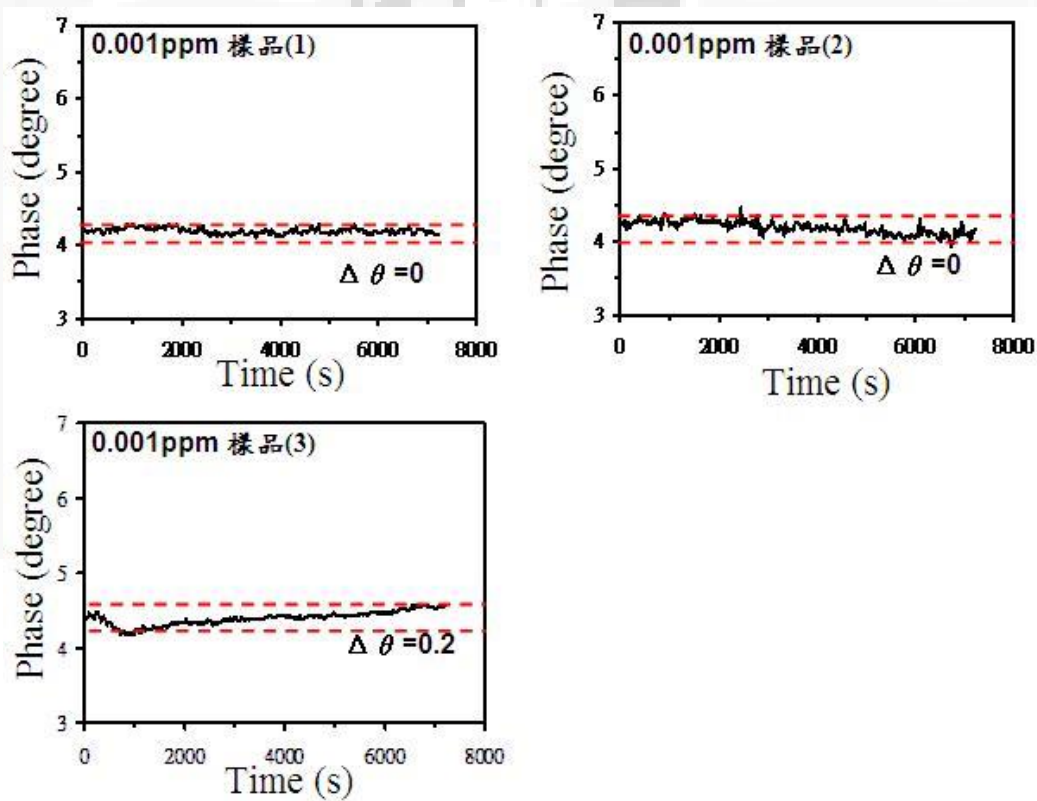 0.001ppm 樣品(1)
Phase (degree)
7
6
5
4
3
Δ θ =0
0 2000 4000 6000 8000
Time (s)
0.001ppm 樣品(2)
Phase (degree)
7
6
5
4
3
Δ θ =0
0 2000 4000 6000 8000
Time (s)
0.001ppm 樣品(3)
Phase (degree)
7
6
5
4
3
Δ θ =0.2
0 2000 4000 6000 8000
Time (s)